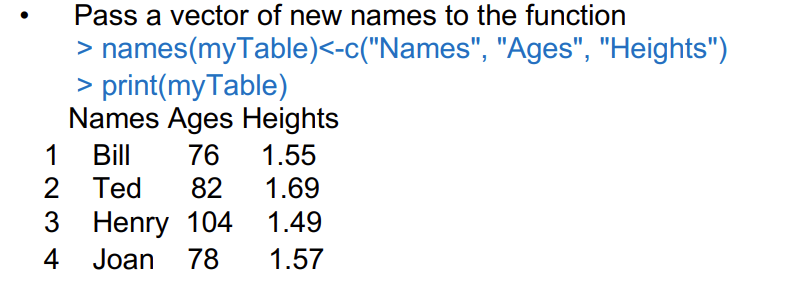 • Pass a vector of new names to the function
> names(myTable)<-c("Names", "Ages", "Heights")
> print(myTable)
Names Ages Heights
1 Bill 76 1.55
2 Ted 82 1.69
3 Henry 104 1.49
4 Joan 78 1.57